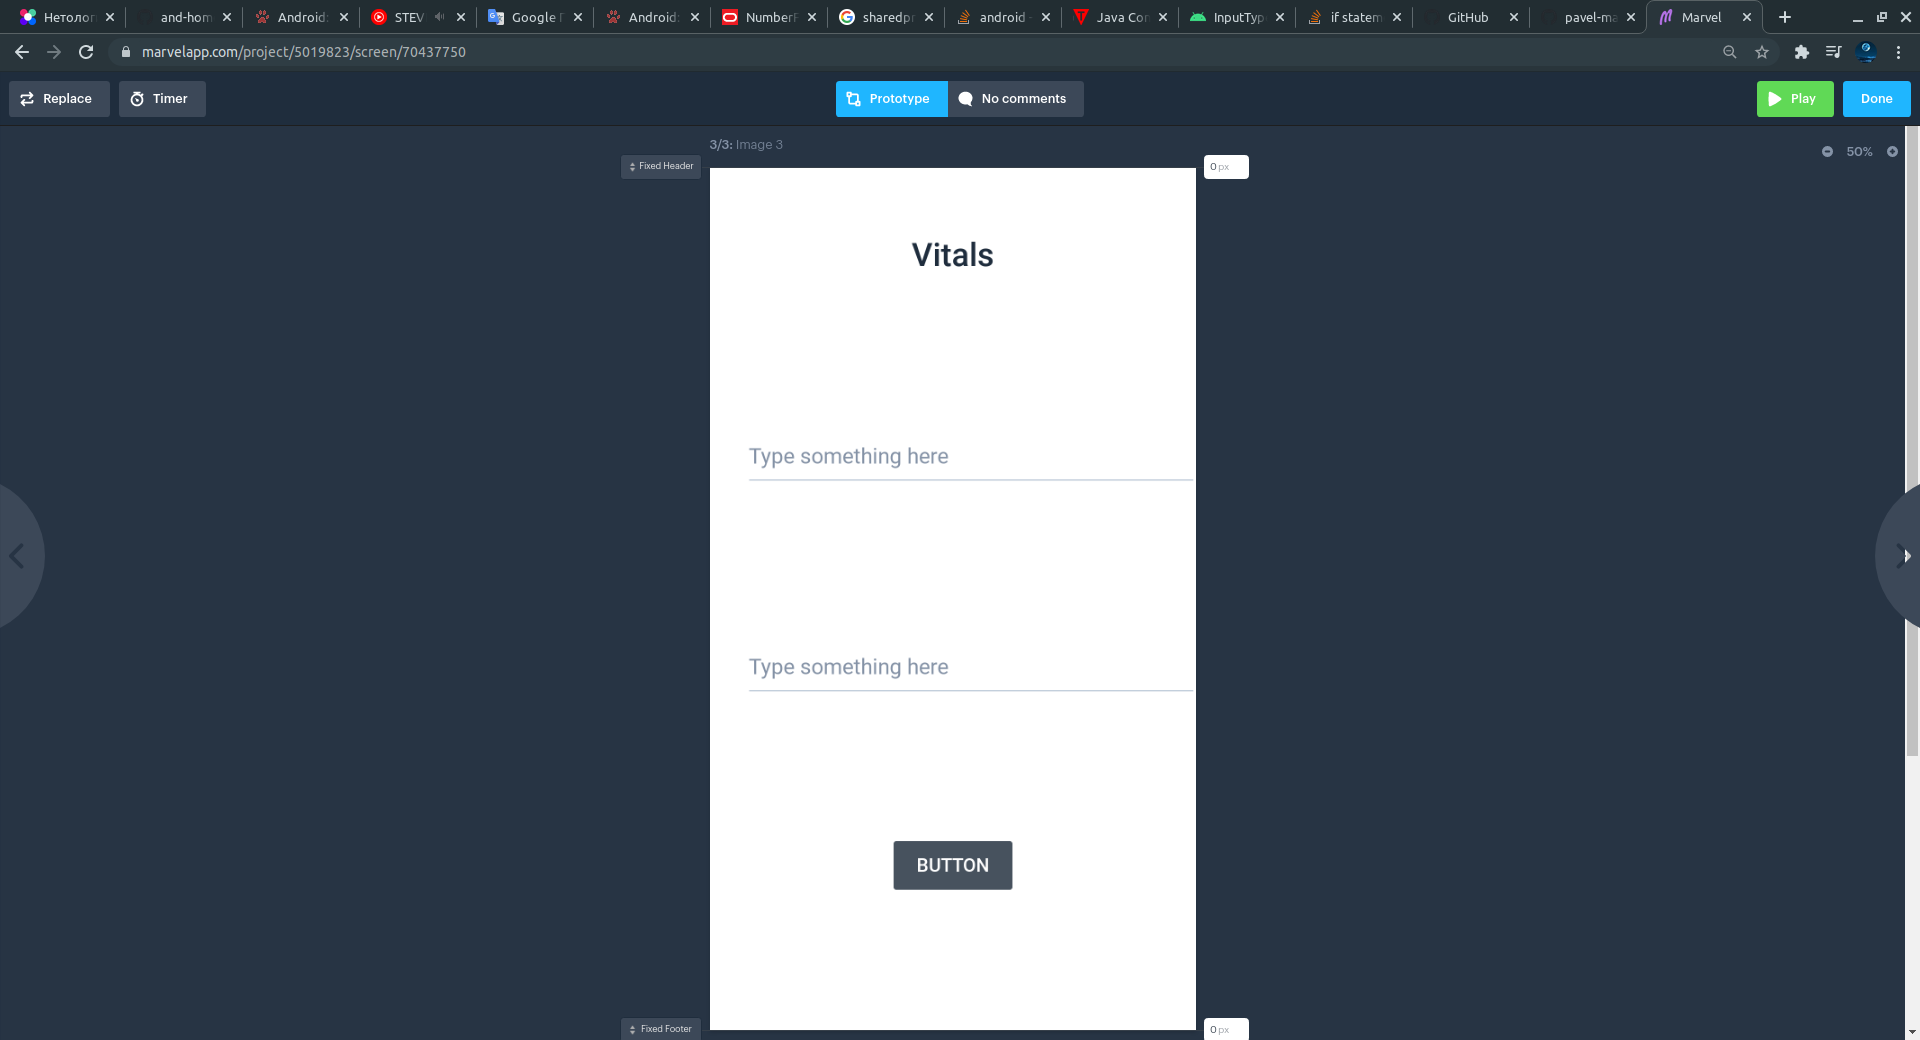 Нетолог
and-hom
Android:
STEV
Google
Android:
NumberF
sharedpr
android
Java Cor
InputTyp
if statem
GitHub
pavel-ma
Marvel
marvelapp.com/project/5019823/screen/70437750
Replace
Timer
Prototype
No comments
Play
Done
3/3: Image 3
50%
Fixed Header
0 px
Vitals
Type something here
Type something here
BUTTON
Fixed Footer
0 px